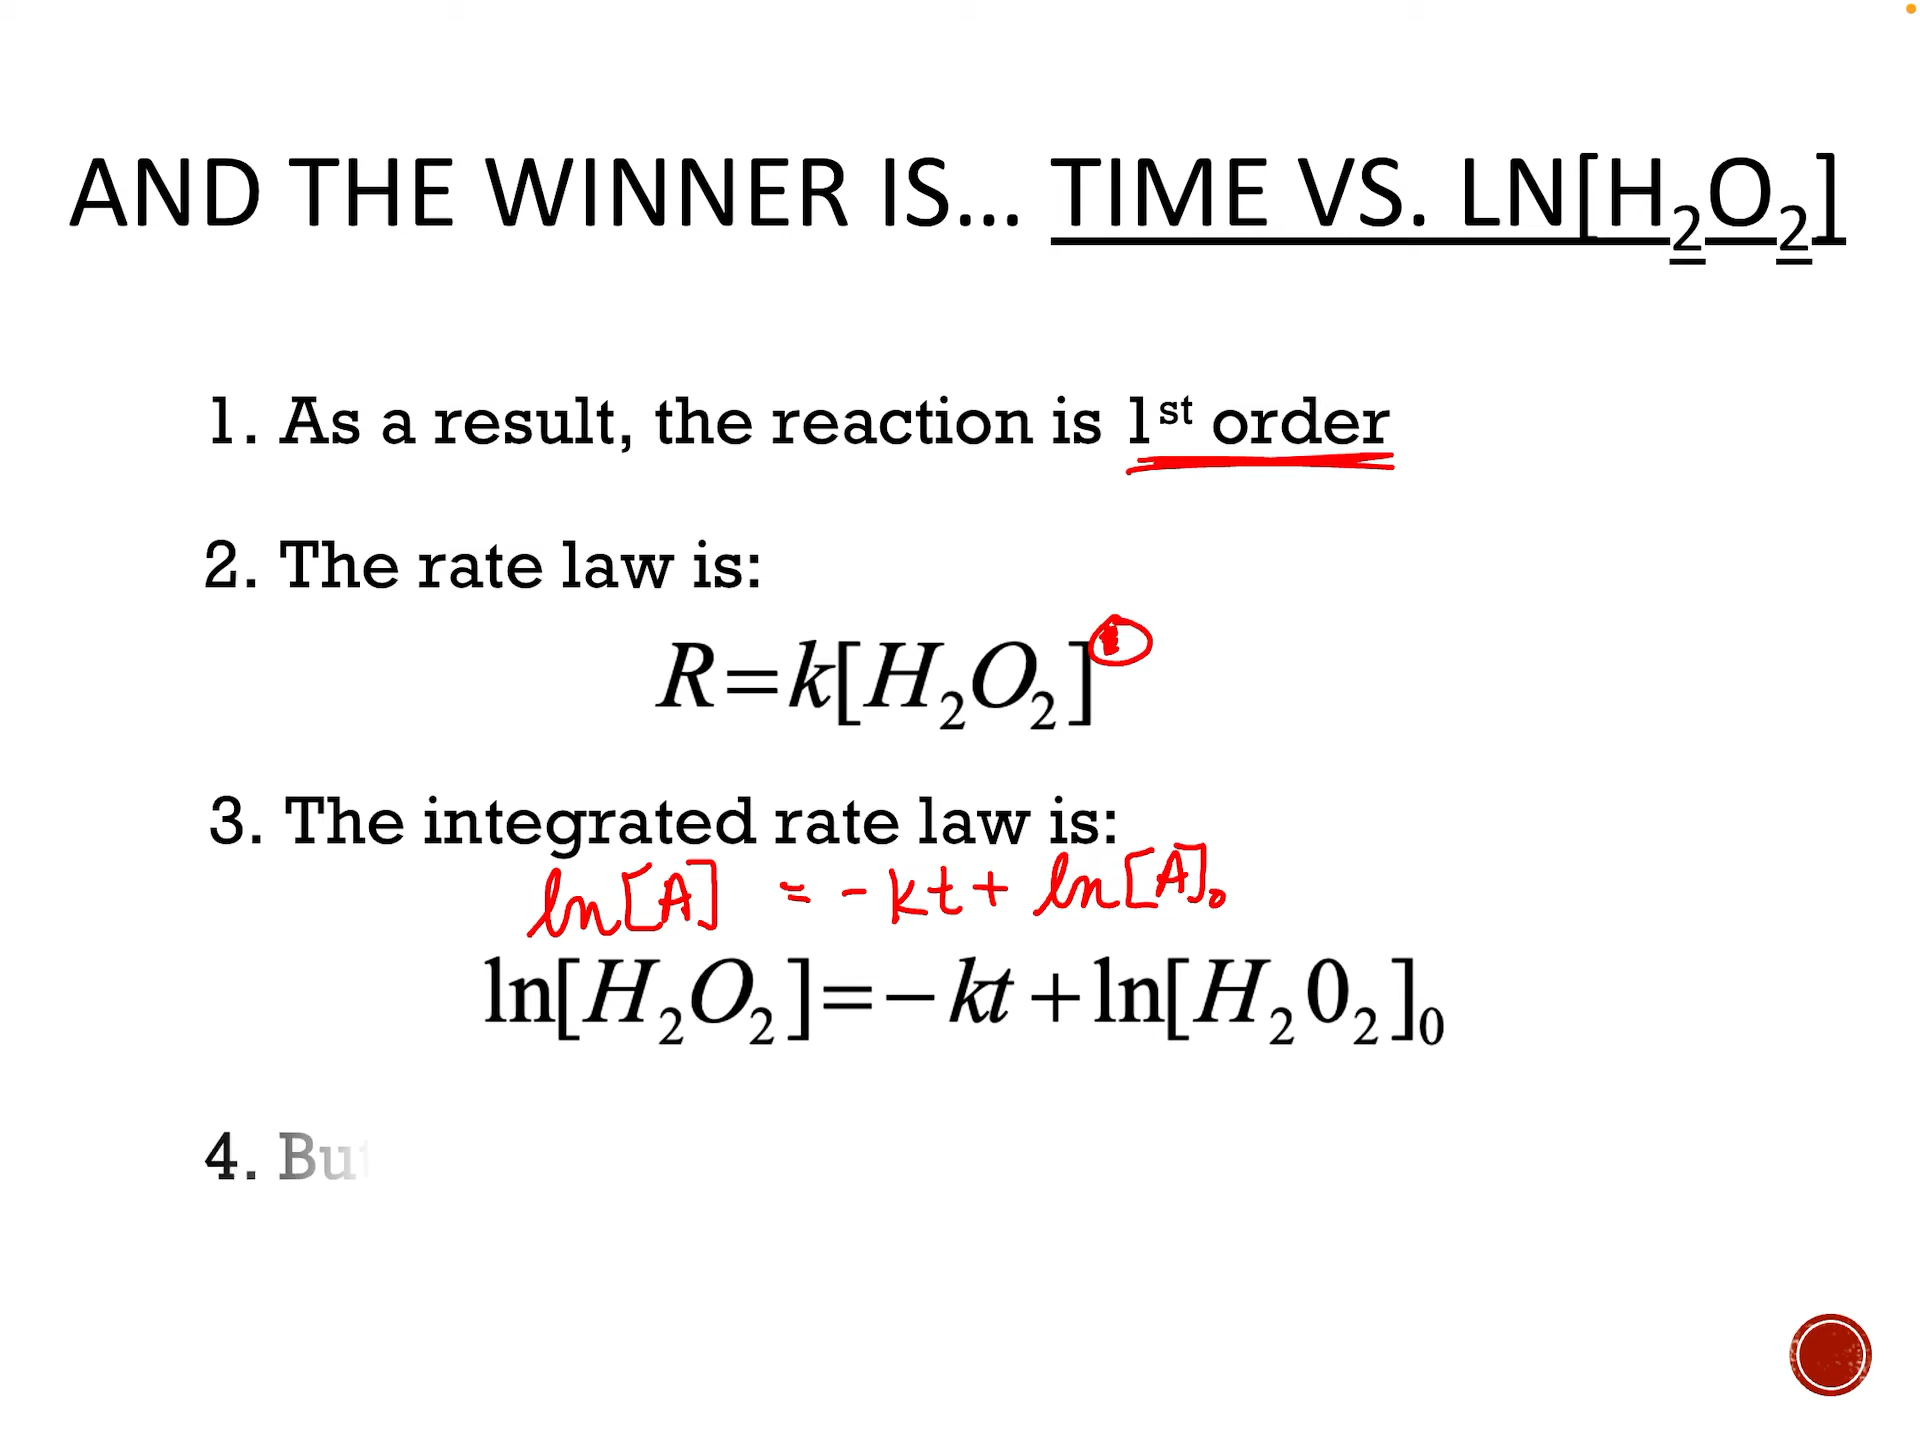 AND THE WINNER IS... TIME VS. LN[H₂O₂]
1. As a result, the reaction is 1ˢᵗ order
2. The rate law is:
R=k[H₂O₂]¹
3. The integrated rate law is:
ln[A] = -kt + ln[A]₀
ln[H₂O₂]=−kt+ln[H₂0₂]₀
4. Bu